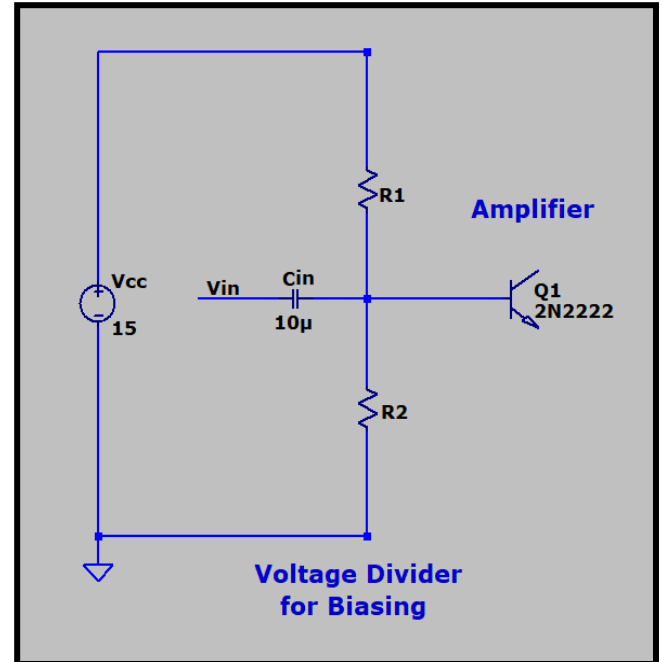 R1
Amplifier
Vcc
15
Vin
Cin
10µ
Q1
2N2222
R2
Voltage Divider
for Biasing